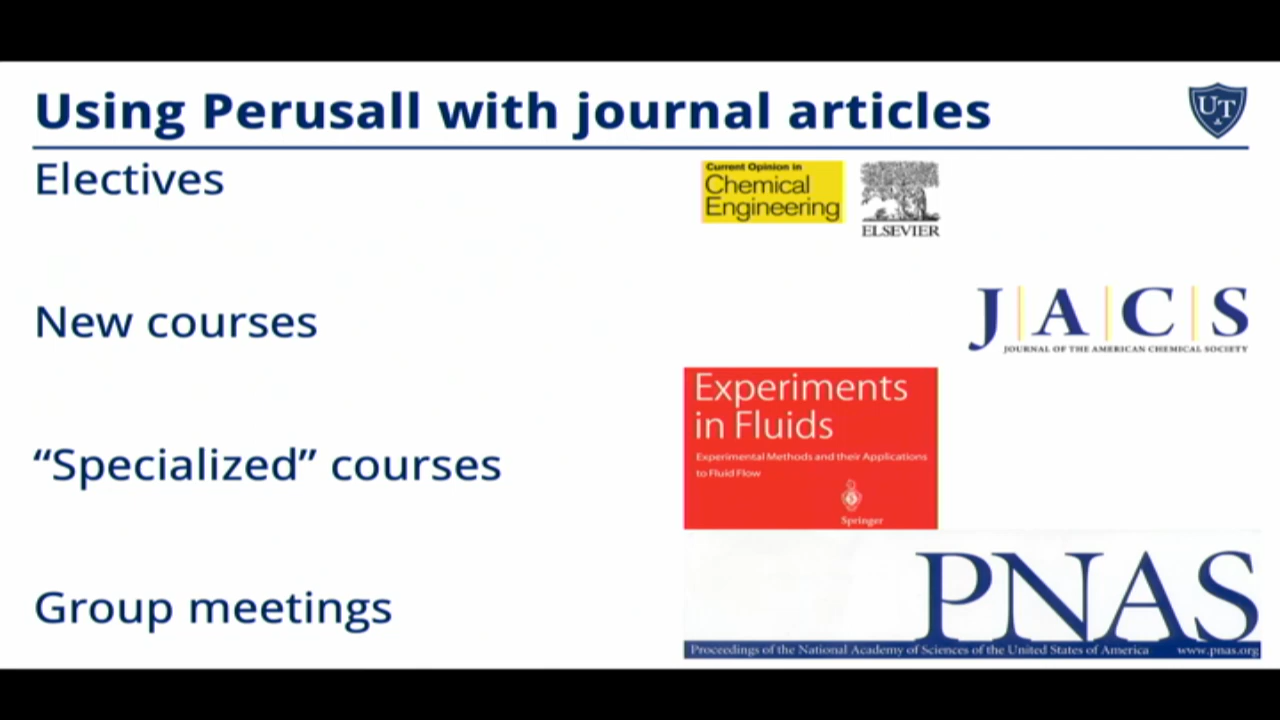 Using Perusall with journal articles
UT
Electives
Current Opinion in
Chemical
Engineering
ELSEVIER
New courses
J A C S
JOURNAL OF THE AMERICAN CHEMICAL SOCIETY
Experiments
in Fluids
Experimental Methods and their Applications
to Fluid Flow
Springer
“Specialized” courses
Group meetings
PNAS
Proceedings of the National Academy of Sciences of the United States of America www.pnas.org